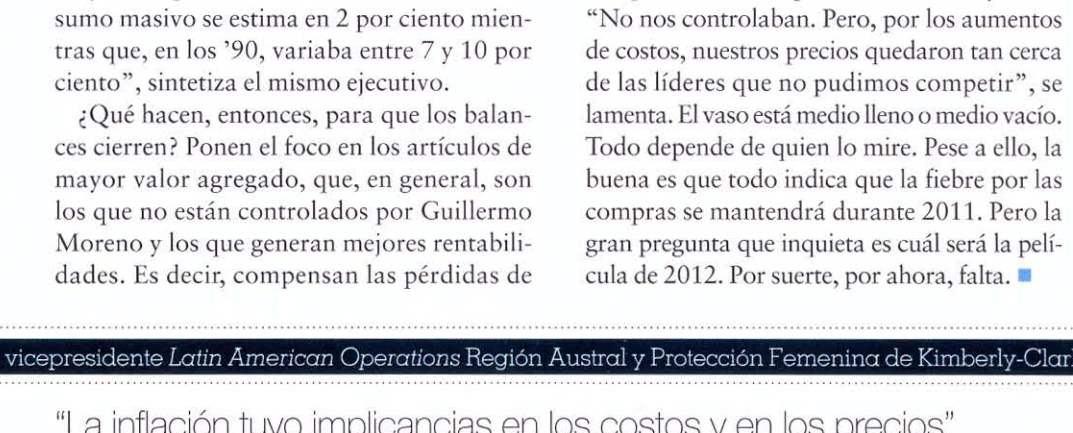 sumo masivo se estima en 2 por ciento mien-
tras que, en los ’90, variaba entre 7 y 10 por
ciento”, sintetiza el mismo ejecutivo.
¿Qué hacen, entonces, para que los balan-
ces cierren? Ponen el foco en los artículos de
mayor valor agregado, que, en general, son
los que no están controlados por Guillermo
Moreno y los que generan mejores rentabili-
dades. Es decir, compensan las pérdidas de
“No nos controlaban. Pero, por los aumentos
de costos, nuestros precios quedaron tan cerca
de las líderes que no pudimos competir”, se
lamenta. El vaso está medio lleno o medio vacío.
Todo depende de quien lo mire. Pese a ello, la
buena es que todo indica que la fiebre por las
compras se mantendrá durante 2011. Pero la
gran pregunta que inquieta es cuál será la pelí-
cula de 2012. Por suerte, por ahora, falta.
vicepresidente Latin American Operations Región Austral y Protección Femenina de Kimberly-Clar
“La inflación tuvo implicancias en los costos y en los precios”